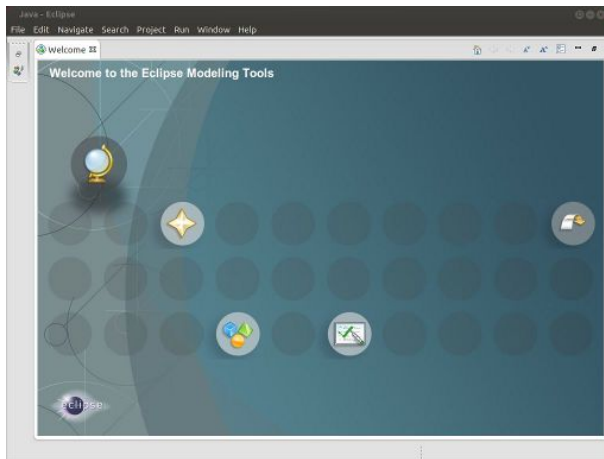 Java - Eclipse
File Edit Navigate Search Project Run Window Help
Welcome
Welcome to the Eclipse Modeling Tools
eclipse